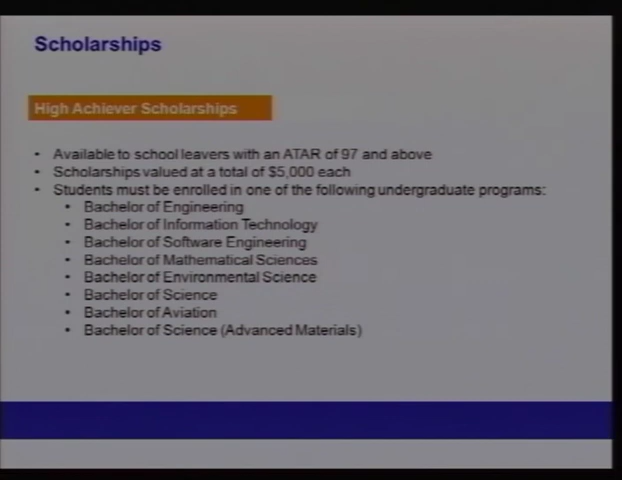 Scholarships
High Achiever Scholarships
• Available to school leavers with an ATAR of 97 and above
• Scholarships valued at a total of $5,000 each
• Students must be enrolled in one of the following undergraduate programs:
• Bachelor of Engineering
• Bachelor of Information Technology
• Bachelor of Software Engineering
• Bachelor of Mathematical Sciences
• Bachelor of Environmental Science
• Bachelor of Science
• Bachelor of Aviation
• Bachelor of Science (Advanced Materials)